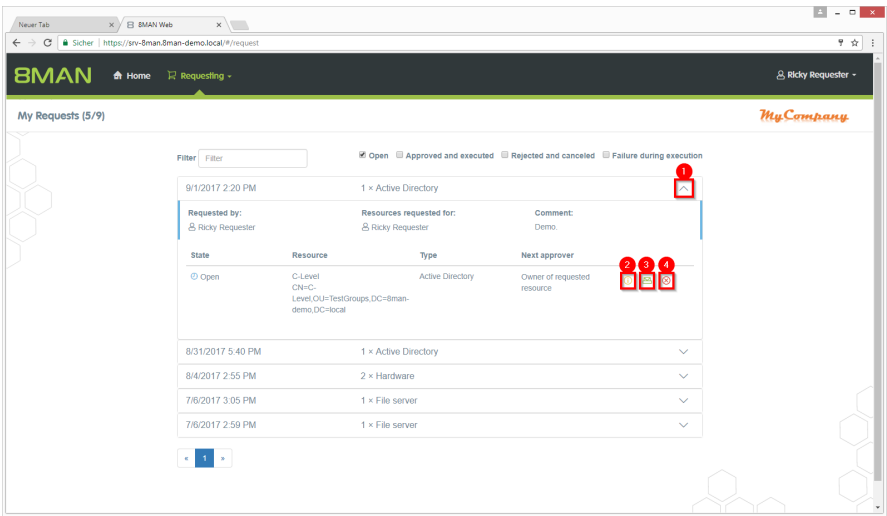 Neuer Tab
8MAN Web
Sicher
https://srv-8man.8man-demo.local/#/request
8MAN
Home
Requesting
Ricky Requester
My Requests (5/9)
MyCompany
Filter
Filter
Open
Approved and executed
Rejected and canceled
Failure during execution
1
9/1/2017 2:20 PM
1 × Active Directory
Requested by:
Resources requested for:
Comment:
Ricky Requester
Ricky Requester
Demo.
State
Resource
Type
Next approver
2
3
4
Open
C-Level
CN=C-
Level,OU=TestGroups,DC=8man-
demo,DC=local
Active Directory
Owner of requested
resource
8/31/2017 5:40 PM
1 × Active Directory
8/4/2017 2:55 PM
2 × Hardware
7/6/2017 3:05 PM
1 × File server
7/6/2017 2:59 PM
1 × File server
«
1
»